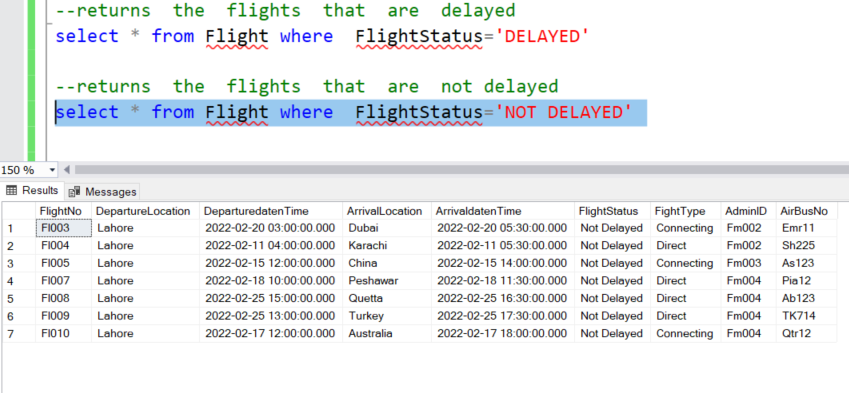 --returns the flights that are delayed
select * from Flight where FlightStatus='DELAYED'
--returns the flights that are not delayed
select * from Flight where FlightStatus='NOT DELAYED'
150 %
Results Messages
FlightNo DepartureLocation DeparturedatenTime ArrivalLocation ArrivaldatenTime FlightStatus FightType AdminID AirBusNo
1 Fl003 Lahore 2022-02-20 03:00:00.000 Dubai 2022-02-20 05:30:00.000 Not Delayed Connecting Fm002 Emr11
2 Fl004 Lahore 2022-02-11 04:00:00.000 Karachi 2022-02-11 05:30:00.000 Not Delayed Direct Fm002 Sh225
3 Fl005 Lahore 2022-02-15 12:00:00.000 China 2022-02-15 14:00:00.000 Not Delayed Connecting Fm003 As123
4 Fl007 Lahore 2022-02-18 10:00:00.000 Peshawar 2022-02-18 11:30:00.000 Not Delayed Direct Fm004 Pia12
5 Fl008 Lahore 2022-02-25 15:00:00.000 Quetta 2022-02-25 16:30:00.000 Not Delayed Direct Fm004 Ab123
6 Fl009 Lahore 2022-02-25 13:00:00.000 Turkey 2022-02-25 17:30:00.000 Not Delayed Direct Fm004 TK714
7 Fl010 Lahore 2022-02-17 12:00:00.000 Australia 2022-02-17 18:00:00.000 Not Delayed Connecting Fm004 Qtr12